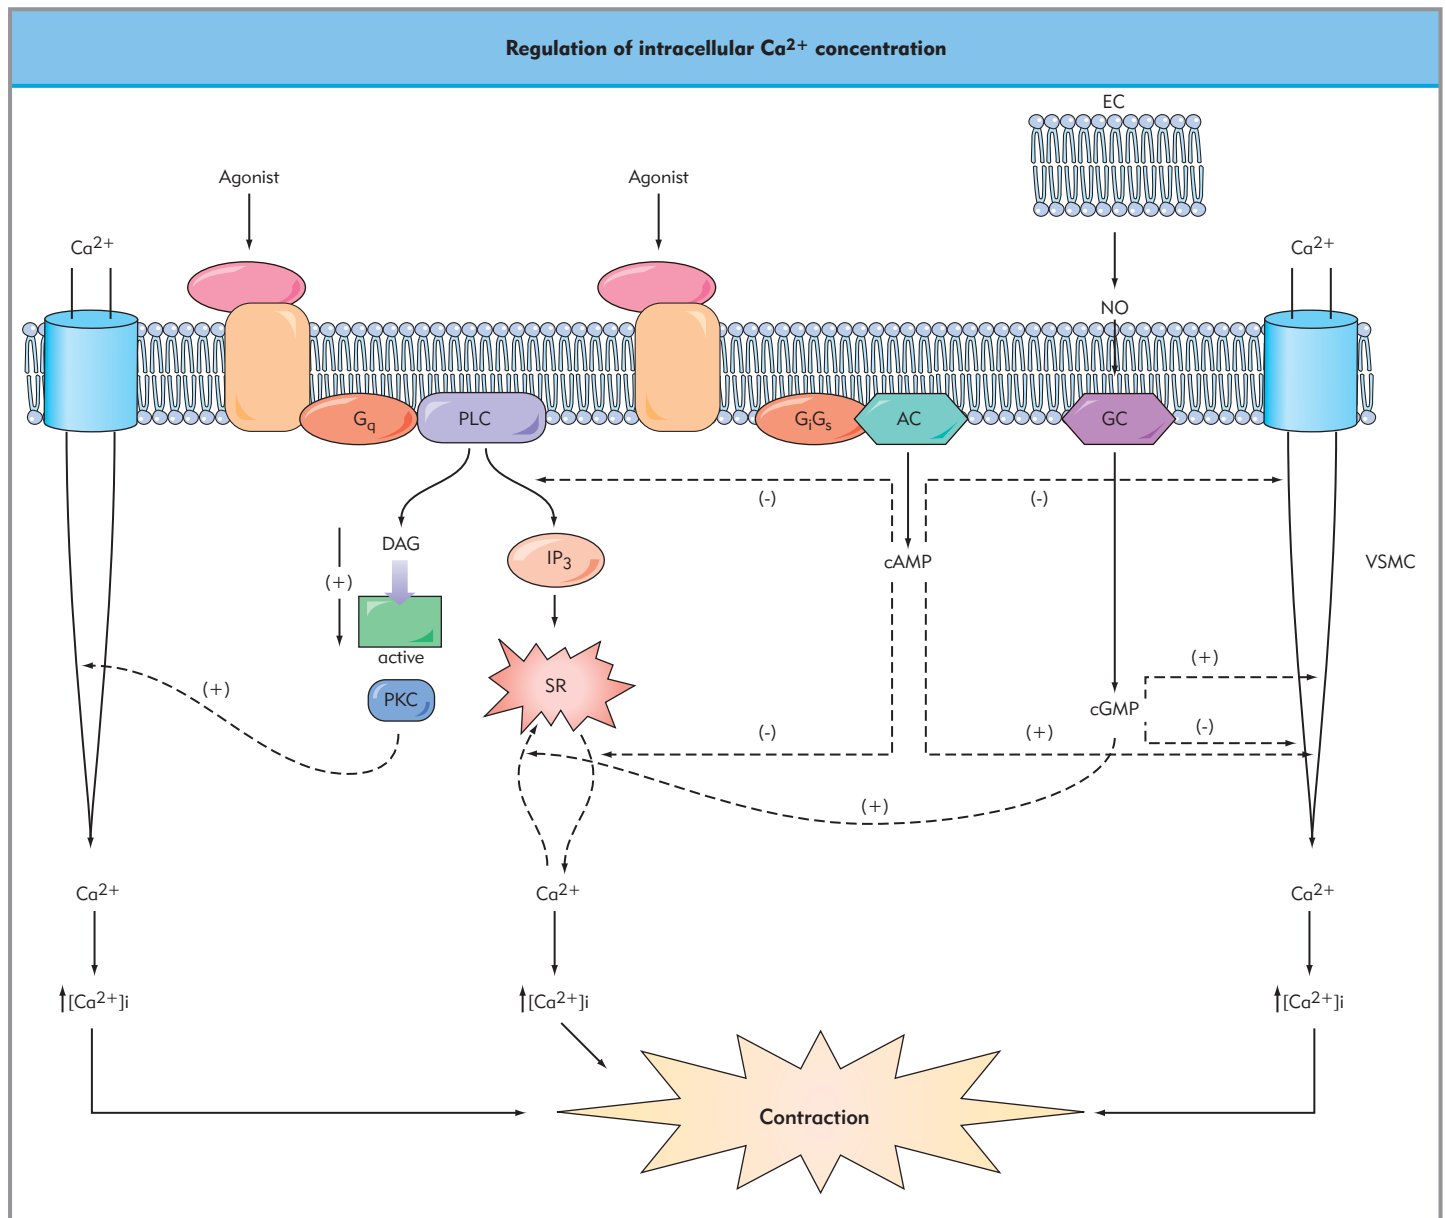 Regulation of intracellular Ca2+ concentration
EC
Agonist
Agonist
Ca2+
Ca2+
NO
Gq
PLC
GiGs
AC
GC
(-)
(-)
DAG
IP3
cAMP
VSMC
(+)
active
SR
(+)
(+)
PKC
cGMP
(-)
(+)
(-)
(+)
Ca2+
Ca2+
Ca2+
[Ca2+]i
[Ca2+]i
[Ca2+]i
Contraction